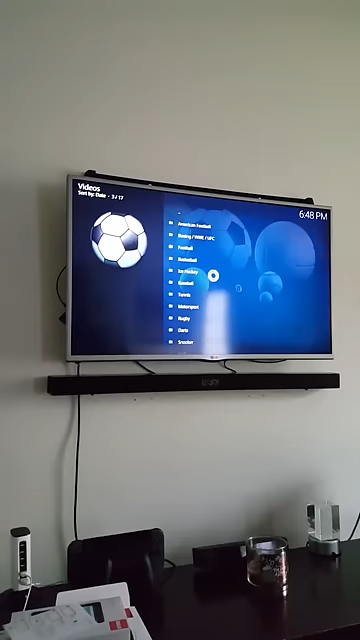 Videos
Sort by: Date · 3 / 17
6:48 PM
..
American Football
Boxing / WWE / UFC
Football
Basketball
Ice Hockey
Baseball
Tennis
Motorsport
Rugby
Darts
Snooker
LG